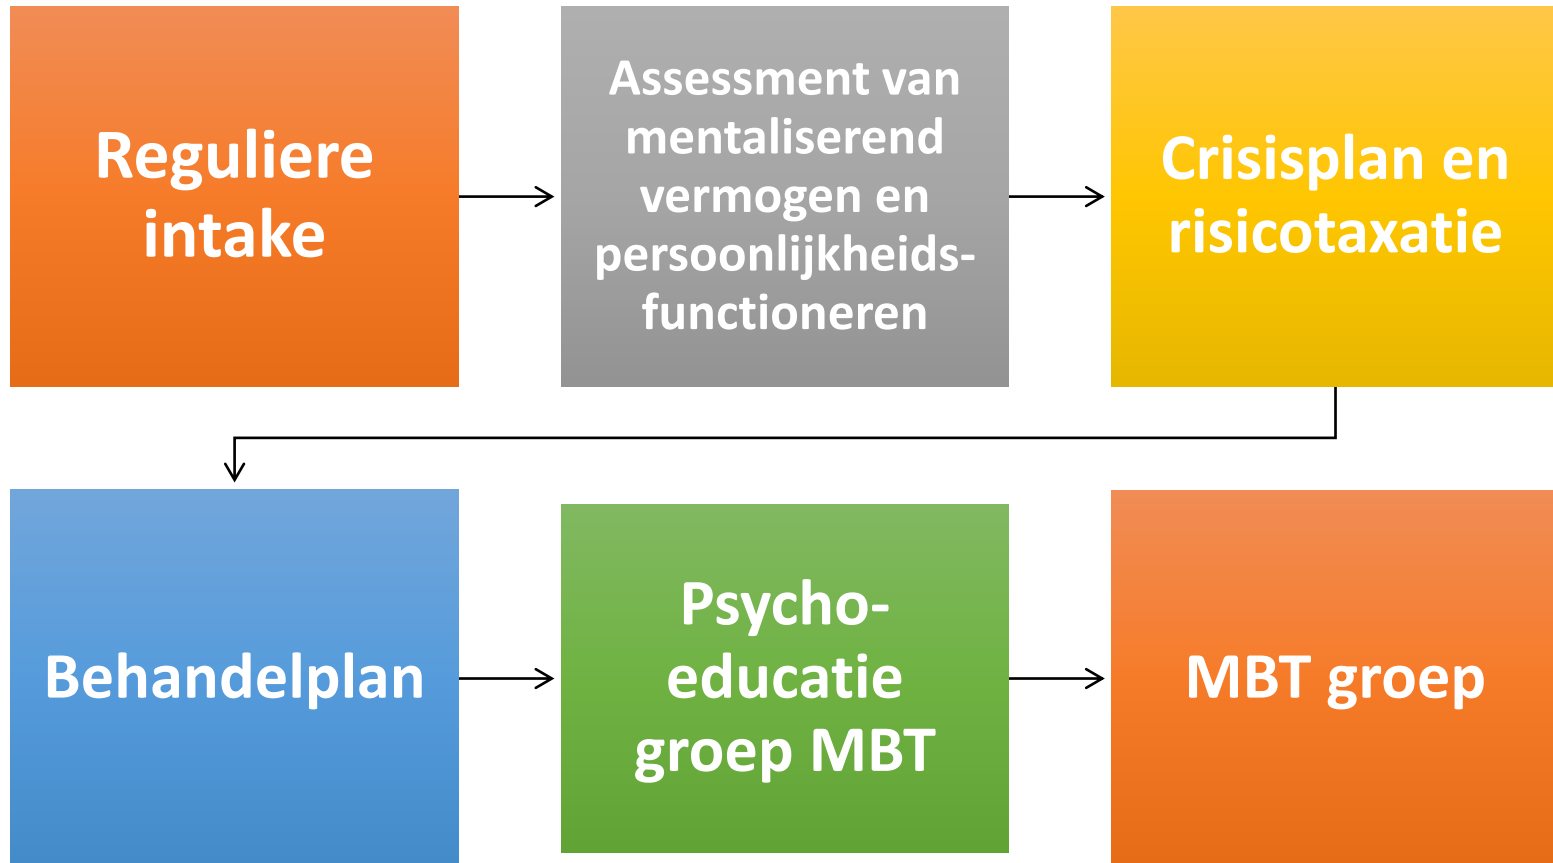 Reguliere
intake
Assessment van
mentaliserend
vermogen en
persoonlijkheids-
functioneren
Crisisplan en
risicotaxatie
Behandelplan
Psycho-
educatie
groep MBT
MBT groep